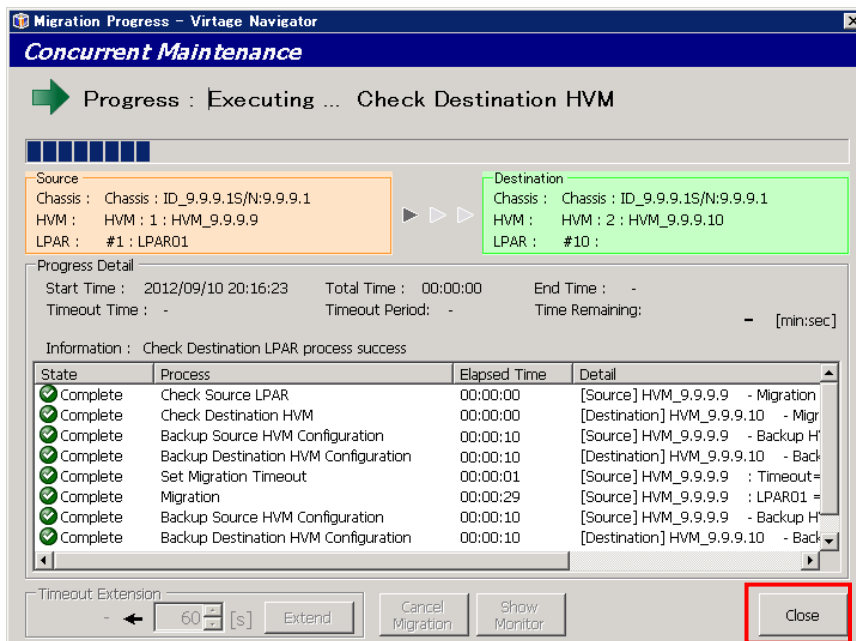 Migration Progress - Virtage Navigator
Concurrent Maintenance
Progress : Executing ... Check Destination HVM
Source
Chassis : Chassis : ID_9.9.9.1S/N:9.9.9.1
HVM : HVM : 1 : HVM_9.9.9.9
LPAR : #1 : LPAR01
Destination
Chassis : Chassis : ID_9.9.9.1S/N:9.9.9.1
HVM : HVM : 2 : HVM_9.9.9.10
LPAR : #10 :
Progress Detail
Start Time : 2012/09/10 20:16:23 Total Time : 00:00:00 End Time : -
Timeout Time : - Timeout Period: - Time Remaining: - [min:sec]
Information : Check Destination LPAR process success
State Process Elapsed Time Detail
Complete Check Source LPAR 00:00:00 [Source] HVM_9.9.9.9 - Migration
Complete Check Destination HVM 00:00:00 [Destination] HVM_9.9.9.10 - Migr
Complete Backup Source HVM Configuration 00:00:10 [Source] HVM_9.9.9.9 - Backup H
Complete Backup Destination HVM Configuration 00:00:10 [Destination] HVM_9.9.9.10 - Back
Complete Set Migration Timeout 00:00:01 [Source] HVM_9.9.9.9 : Timeout=
Complete Migration 00:00:29 [Source] HVM_9.9.9.9 : LPAR01 =
Complete Backup Source HVM Configuration 00:00:10 [Source] HVM_9.9.9.9 - Backup H
Complete Backup Destination HVM Configuration 00:00:10 [Destination] HVM_9.9.9.10 - Back
Timeout Extension
- 60 [s] Extend
Cancel Migration
Show Monitor
Close